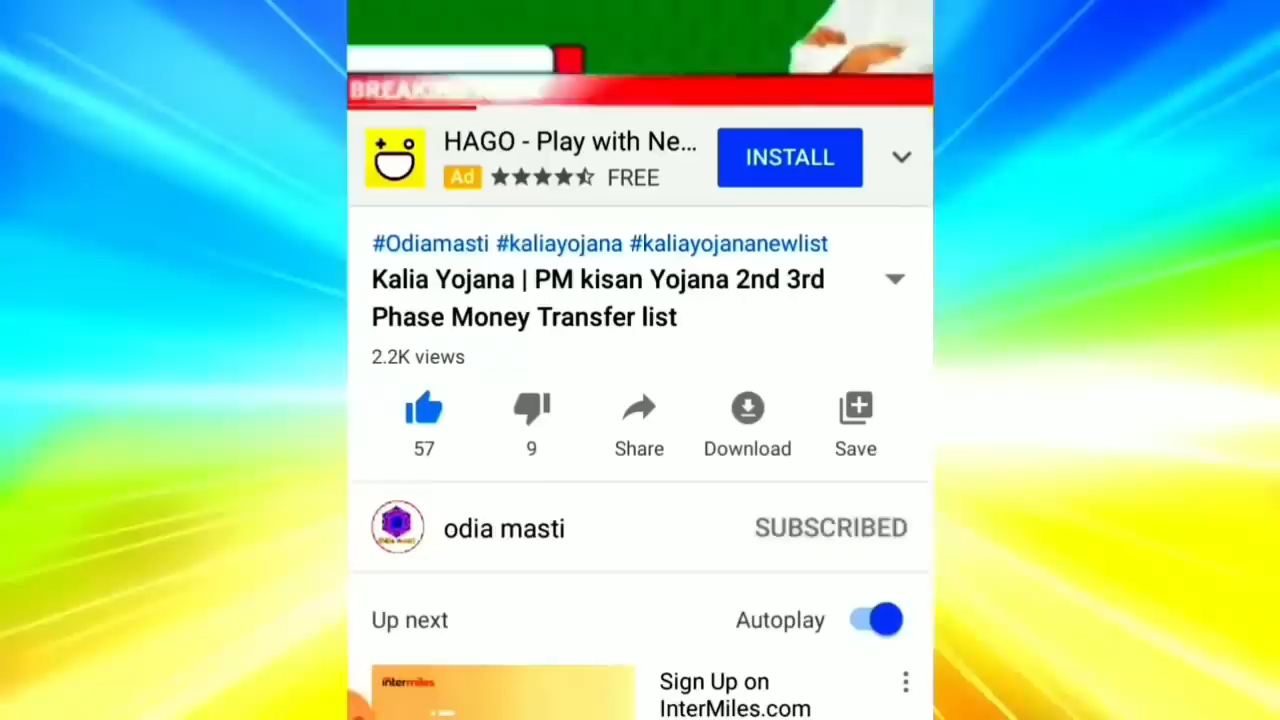 HAGO - Play with Ne...
INSTALL
Ad
FREE
#Odiamasti #kaliayojana #kaliayojananewlist
Kalia Yojana | PM kisan Yojana 2nd 3rd
Phase Money Transfer list
2.2K views
57
9
Share
Download
Save
odia masti
SUBSCRIBED
Up next
Autoplay
intermiles
Sign Up on
InterMiles.com